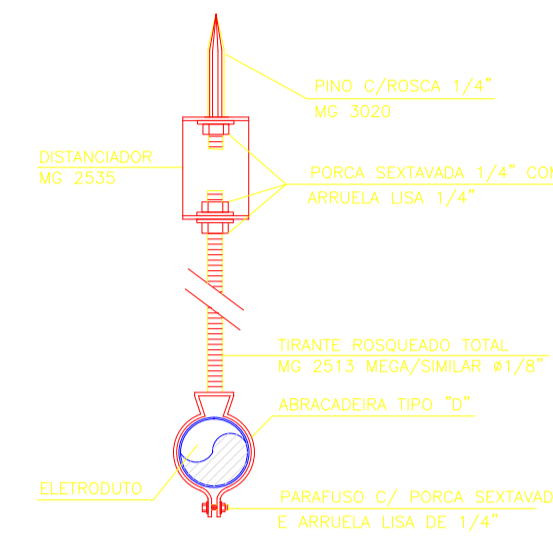 PINO C/ROSCA 1/4"
MG 3020
DISTANCIADOR
MG 2535
PORCA SEXTAVADA 1/4" COM
ARRUELA LISA 1/4"
TIRANTE ROSQUEADO TOTAL
MG 2513 MEGA/SIMILAR ø1/8"
ABRACADEIRA TIPO "D"
ELETRODUTO
PARAFUSO C/ PORCA SEXTAVAD
E ARRUELA LISA DE 1/4"